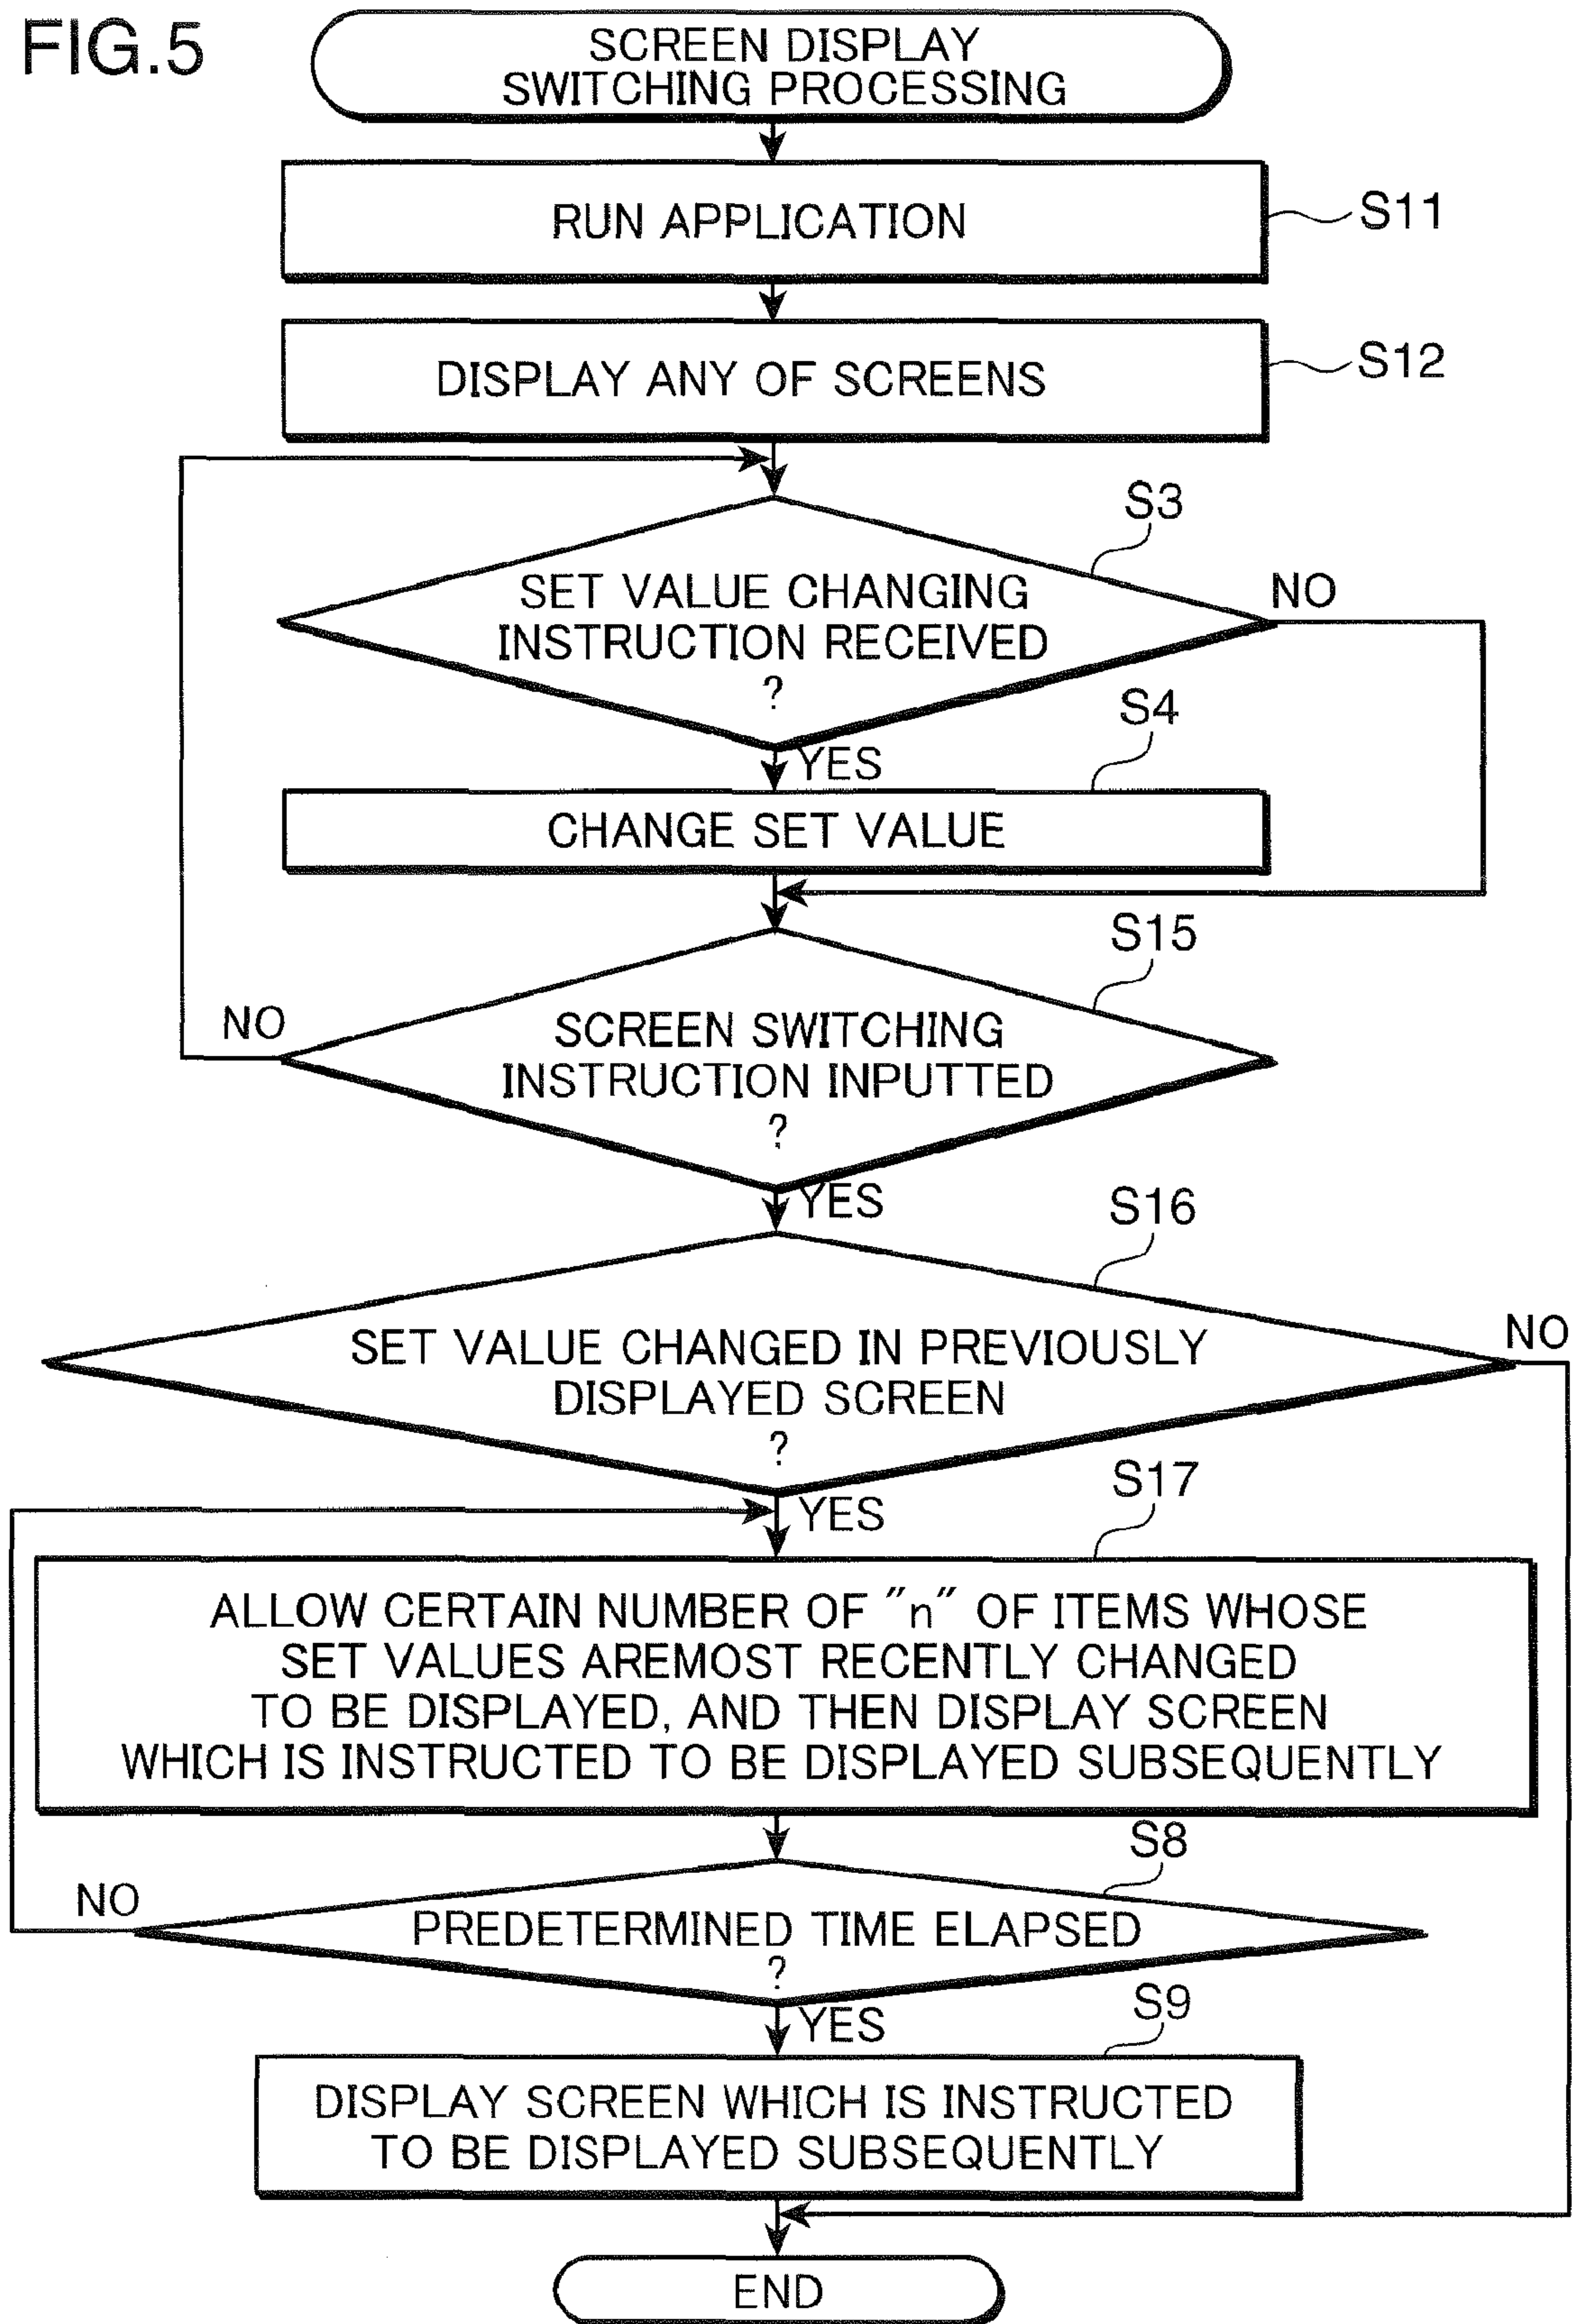 FIG.5
SCREEN DISPLAY
SWITCHING PROCESSING
RUN APPLICATION
S11
DISPLAY ANY OF SCREENS
S12
S3
SET VALUE CHANGING
INSTRUCTION RECEIVED
?
NO
YES
S4
CHANGE SET VALUE
S15
NO
SCREEN SWITCHING
INSTRUCTION INPUTTED
?
YES
S16
SET VALUE CHANGED IN PREVIOUSLY
DISPLAYED SCREEN
?
NO
YES
S17
ALLOW CERTAIN NUMBER OF "n" OF ITEMS WHOSE
SET VALUES AREMOST RECENTLY CHANGED
TO BE DISPLAYED, AND THEN DISPLAY SCREEN
WHICH IS INSTRUCTED TO BE DISPLAYED SUBSEQUENTLY
S8
NO
PREDETERMINED TIME ELAPSED
?
YES
S9
DISPLAY SCREEN WHICH IS INSTRUCTED
TO BE DISPLAYED SUBSEQUENTLY
END